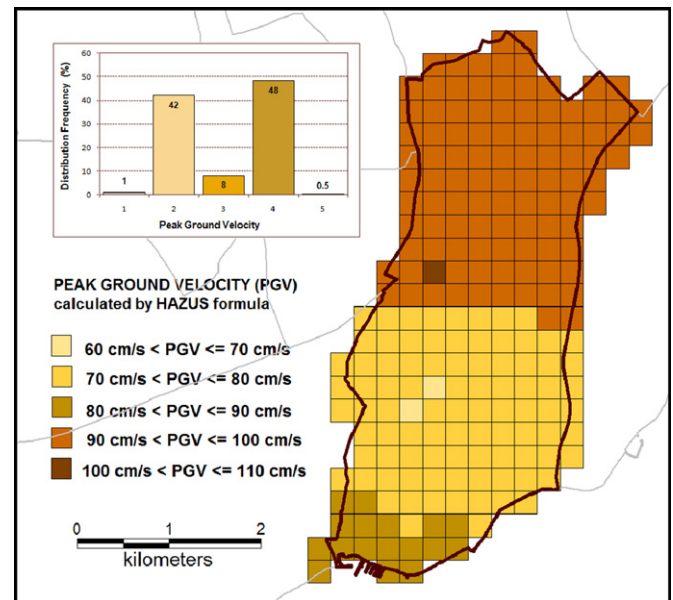 60
50
40
30
20
10
0
Distribution Frequency (%)
1
42
8
48
0.5
1 2 3 4 5
Peak Ground Velocity
PEAK GROUND VELOCITY (PGV)
calculated by HAZUS formula
60 cm/s < PGV <= 70 cm/s
70 cm/s < PGV <= 80 cm/s
80 cm/s < PGV <= 90 cm/s
90 cm/s < PGV <= 100 cm/s
100 cm/s < PGV <= 110 cm/s
0 1 2
kilometers